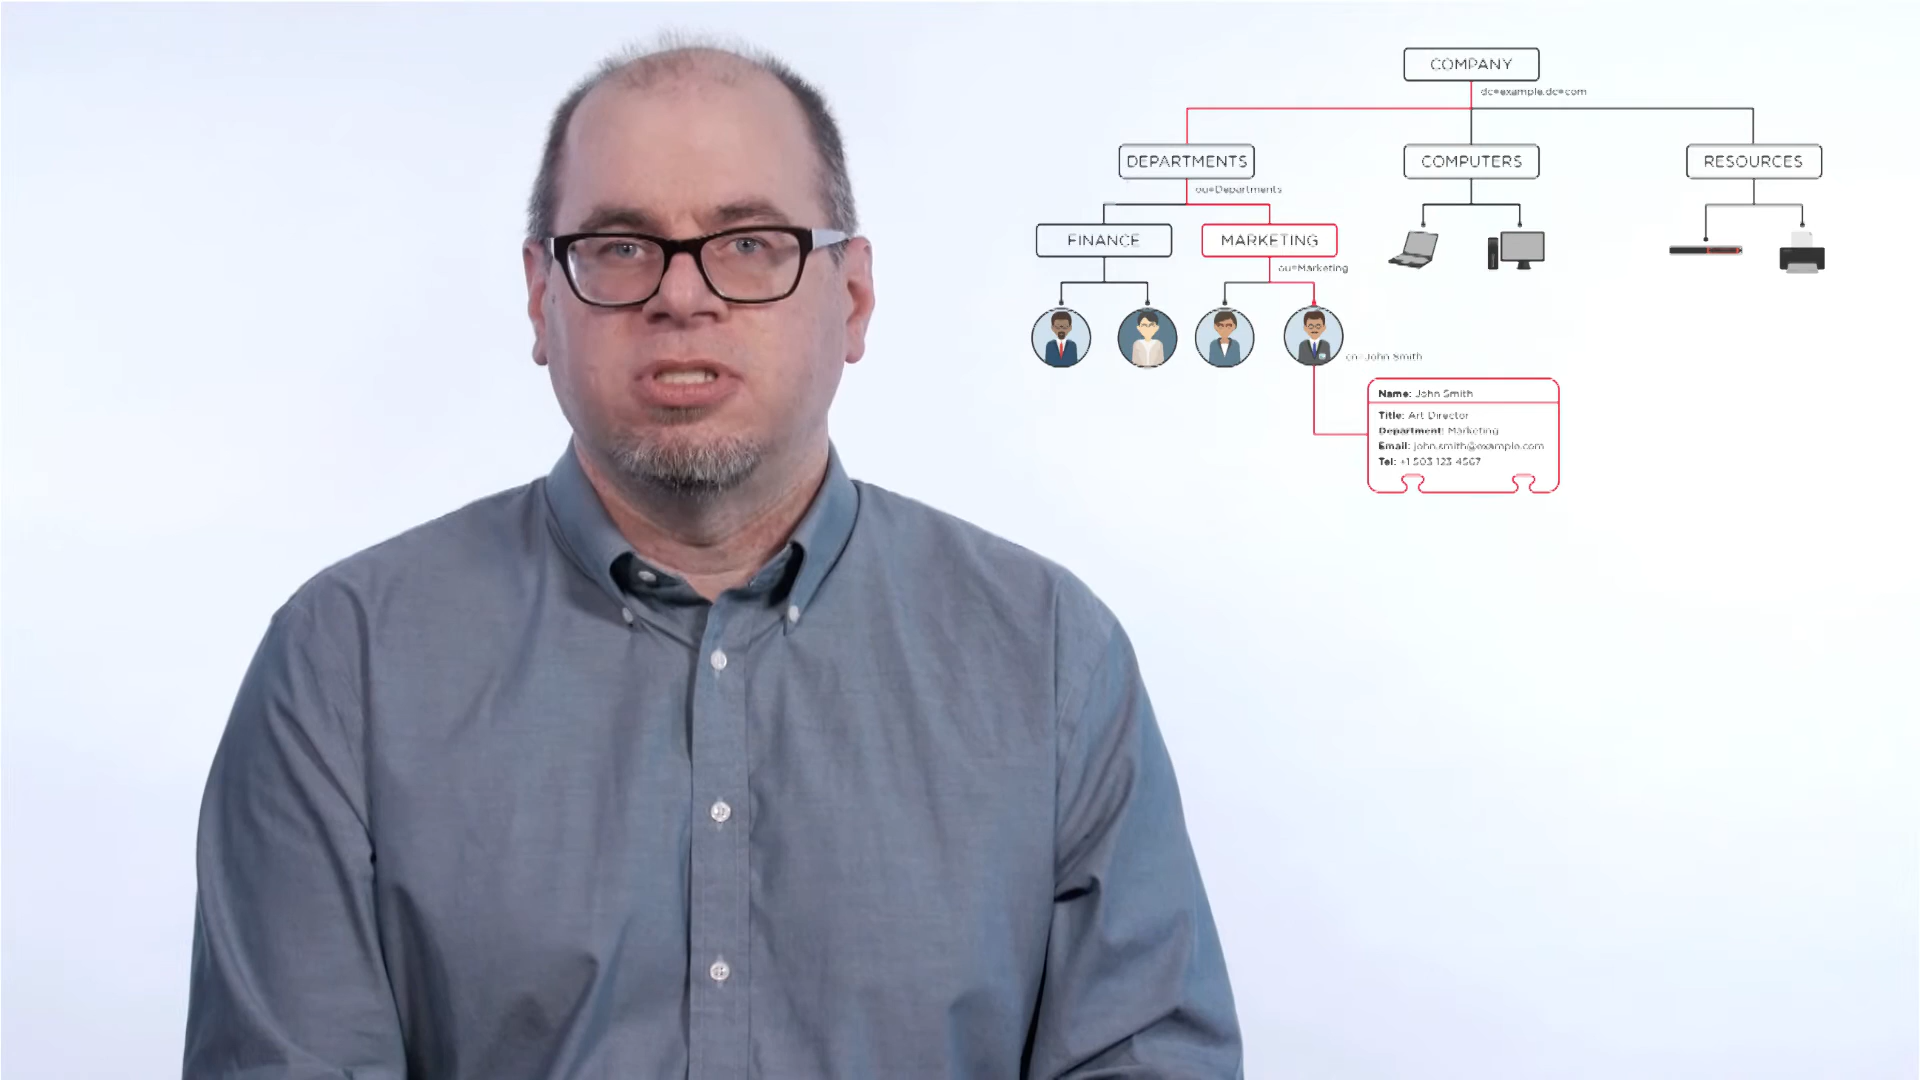 COMPANY
dc=example,dc=com
DEPARTMENTS
COMPUTERS
RESOURCES
ou=Departments
FINANCE
MARKETING
ou=Marketing
cn=John Smith
Name: John Smith
Title: Art Director
Department: Marketing
Email: john.smith@example.com
Tel: +1 503 123 4567